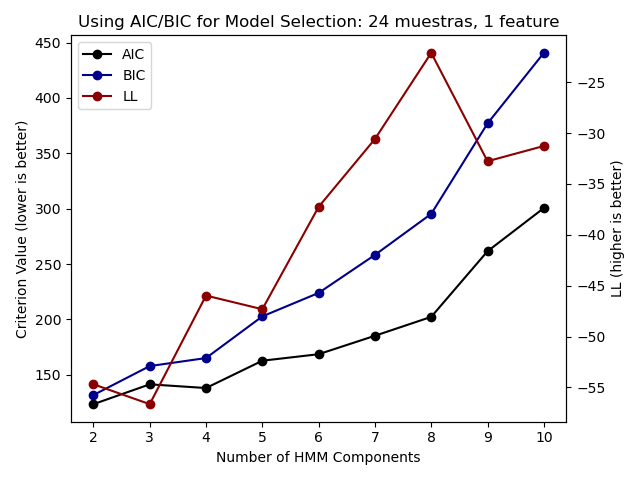 Using AIC/BIC for Model Selection: 24 muestras, 1 feature
AIC
BIC
LL
Criterion Value (lower is better)
450
400
350
300
250
200
150
LL (higher is better)
−25
−30
−35
−40
−45
−50
−55
2 3 4 5 6 7 8 9 10
Number of HMM Components